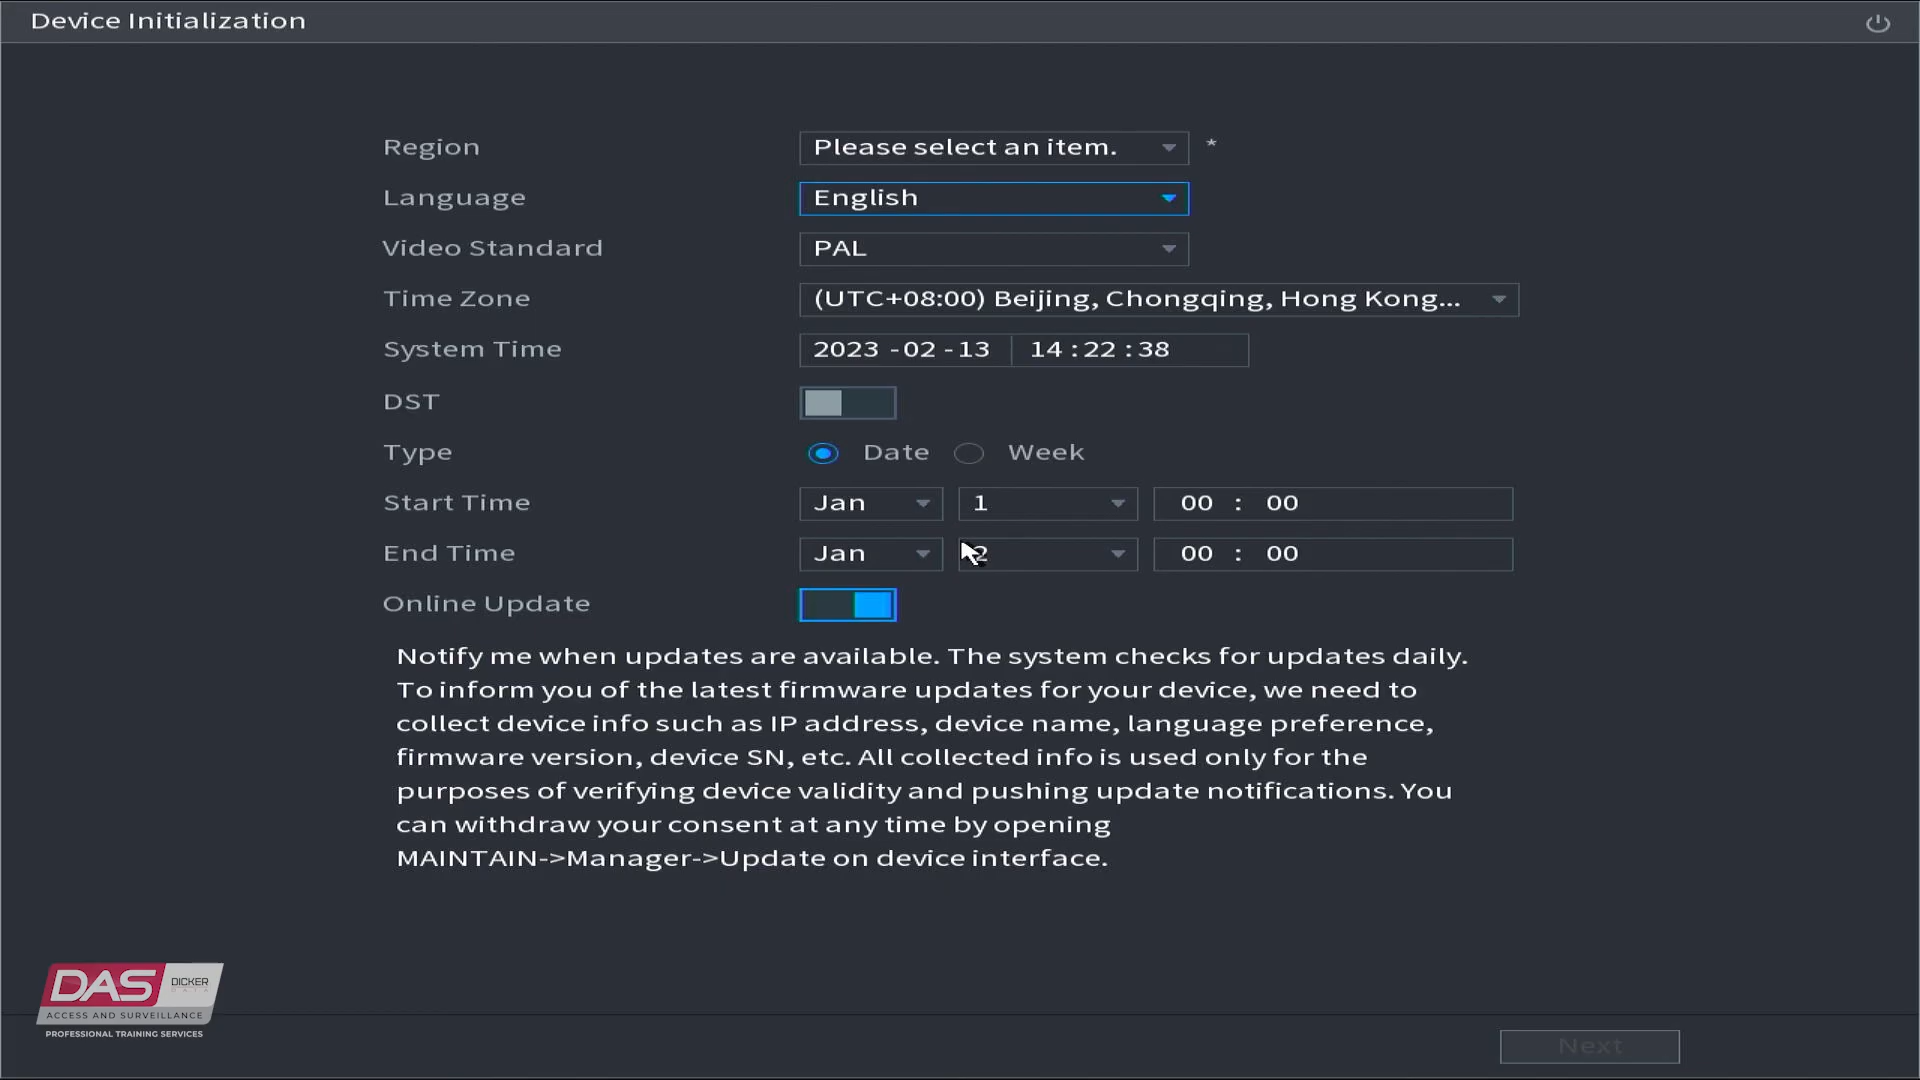 Device Initialization
Region Please select an item. *
Language English
Video Standard PAL
Time Zone (UTC+08:00) Beijing, Chongqing, Hong Kong...
System Time 2023 -02 -13 14 :22 :38
DST
Type Date Week
Start Time Jan 1 00 : 00
End Time Jan 2 00 : 00
Online Update
Notify me when updates are available. The system checks for updates daily.
To inform you of the latest firmware updates for your device, we need to
collect device info such as IP address, device name, language preference,
firmware version, device SN, etc. All collected info is used only for the
purposes of verifying device validity and pushing update notifications. You
can withdraw your consent at any time by opening
MAINTAIN->Manager->Update on device interface.
DAS DICKER
DATA
ACCESS AND SURVEILLANCE
PROFESSIONAL TRAINING SERVICES
Next